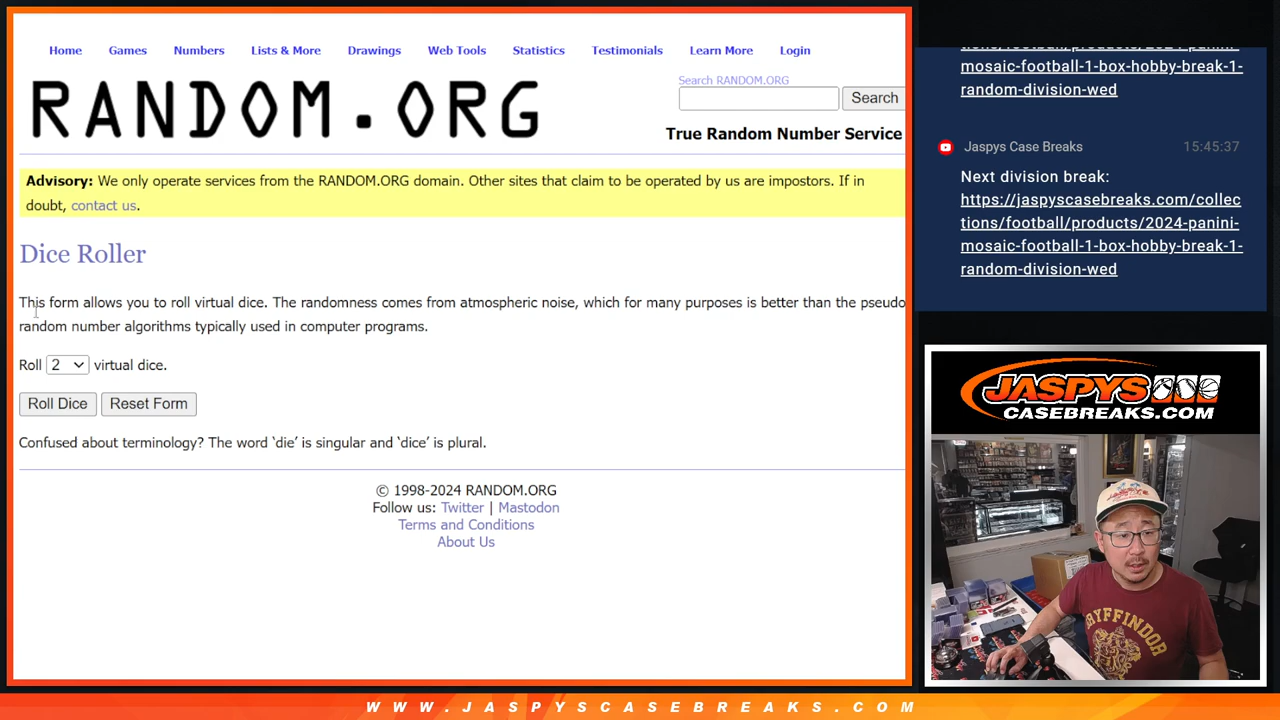 Home Games Numbers Lists & More Drawings Web Tools Statistics Testimonials Learn More Login
RANDOM.ORG
Search RANDOM.ORG
Search
True Random Number Service
Advisory: We only operate services from the RANDOM.ORG domain. Other sites that claim to be operated by us are impostors. If in
doubt, contact us.
Dice Roller
This form allows you to roll virtual dice. The randomness comes from atmospheric noise, which for many purposes is better than the pseudo
random number algorithms typically used in computer programs.
Roll 2 virtual dice.
Roll Dice Reset Form
Confused about terminology? The word ‘die’ is singular and ‘dice’ is plural.
© 1998-2024 RANDOM.ORG
Follow us: Twitter | Mastodon
Terms and Conditions
About Us
tions/football/products/2024-panini-
mosaic-football-1-box-hobby-break-1-
random-division-wed
Jaspys Case Breaks 15:45:37
Next division break:
https://jaspyscasebreaks.com/collec
tions/football/products/2024-panini-
mosaic-football-1-box-hobby-break-1-
random-division-wed
JASPYS
CASEBREAKS.COM
GRYFFINDOR
WWW.JASPYSCASEBREAKS.COM